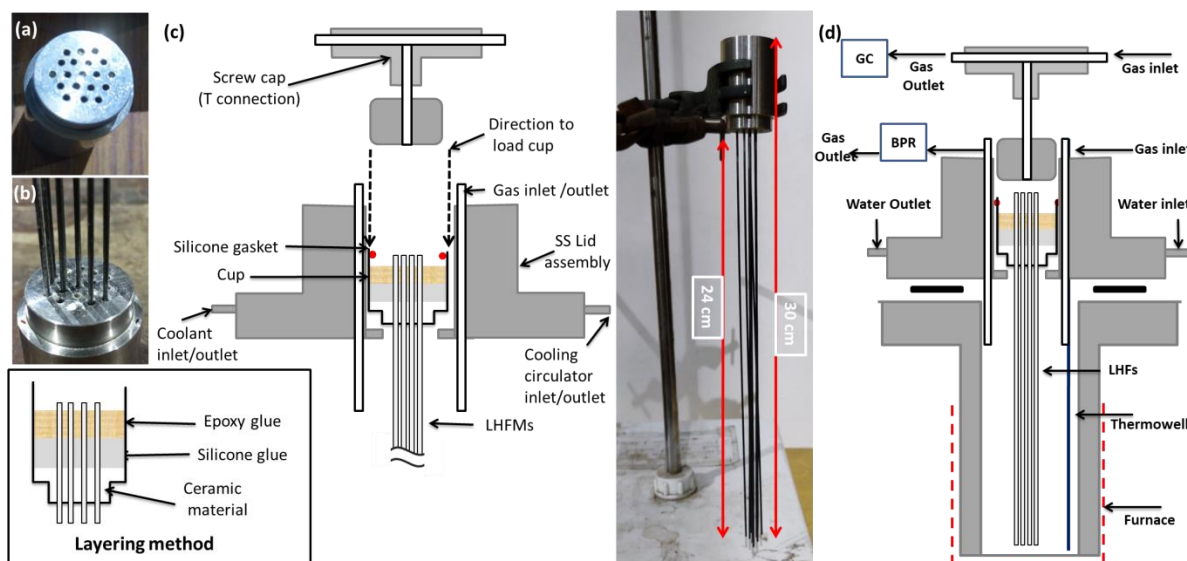 (a)
(b)
Epoxy glue
Silicone glue
Ceramic
material
Layering method
(c)
Screw cap
(T connection)
Direction to
load cup
Gas inlet /outlet
Silicone gasket
Cup
SS Lid
assembly
Coolant
inlet/outlet
Cooling
circulator
inlet/outlet
LHFMs
24 cm
30 cm
(d)
GC
Gas
Outlet
Gas inlet
Gas
Outlet
BPR
Gas inlet
Water Outlet
Water inlet
LHFs
Thermowell
Furnace